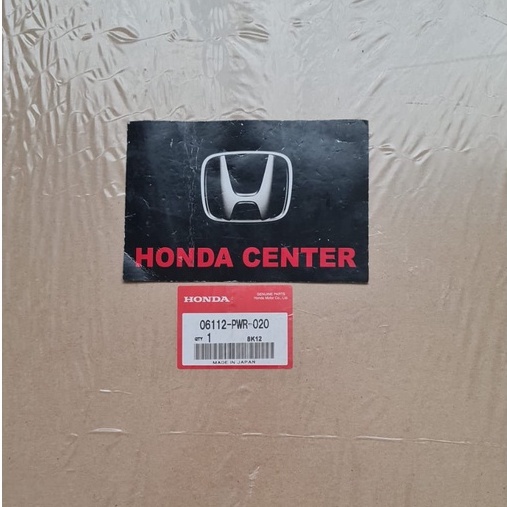 HONDA CENTER
HONDA
GENUINE PARTS
Honda Motor Co., Ltd
06112-PWR-020
QTY 1 8K12
MADE IN JAPAN